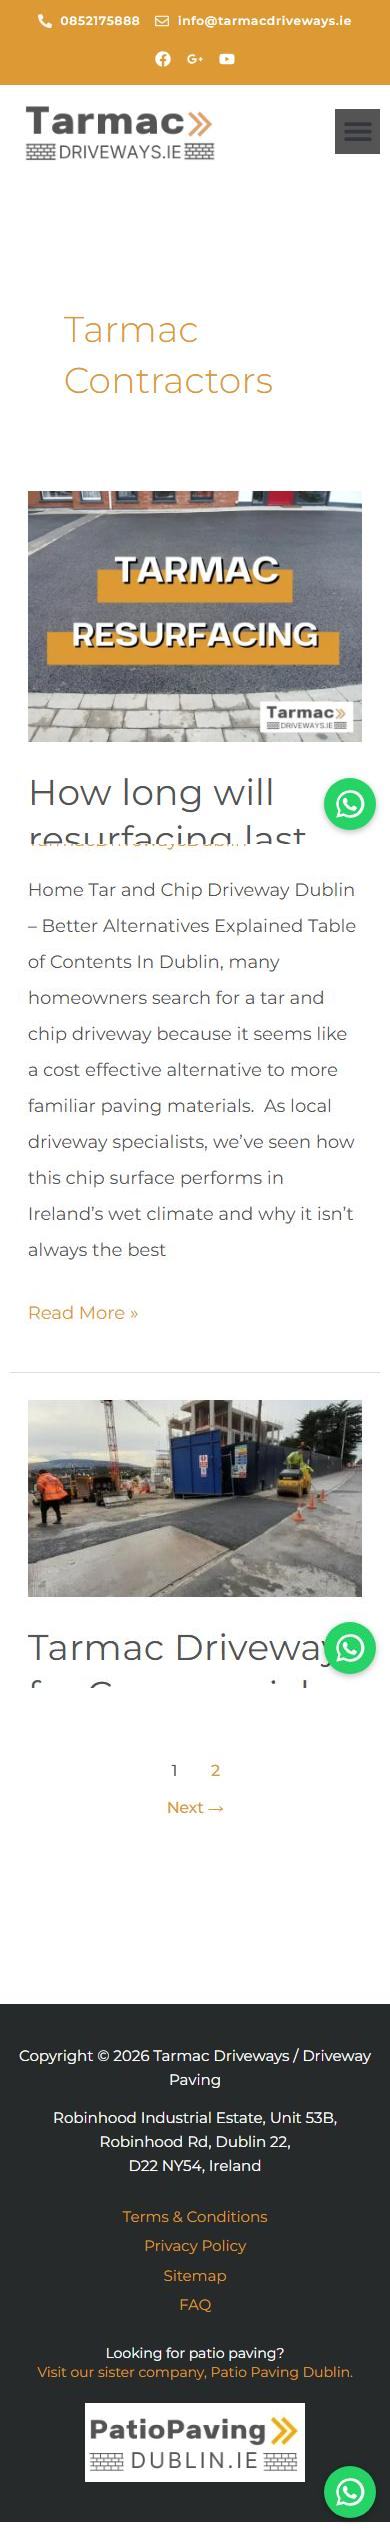 0852175888 info@tarmacdriveways.ie
Tarmac
DRIVEWAYS.IE
Tarmac
Contractors
TARMAC
RESURFACING
Tarmac
DRIVEWAYS.IE
How long will
resurfacing last
Home Tar and Chip Driveway Dublin
– Better Alternatives Explained Table
of Contents In Dublin, many
homeowners search for a tar and
chip driveway because it seems like
a cost effective alternative to more
familiar paving materials.  As local
driveway specialists, we’ve seen how
this chip surface performs in
Ireland’s wet climate and why it isn’t
always the best
Read More »
Tarmac Driveway
1 2
Next →
Copyright © 2026 Tarmac Driveways / Driveway
Paving
Robinhood Industrial Estate, Unit 53B,
Robinhood Rd, Dublin 22,
D22 NY54, Ireland
Terms & Conditions
Privacy Policy
Sitemap
FAQ
Looking for patio paving?
Visit our sister company, Patio Paving Dublin.
PatioPaving
DUBLIN.IE